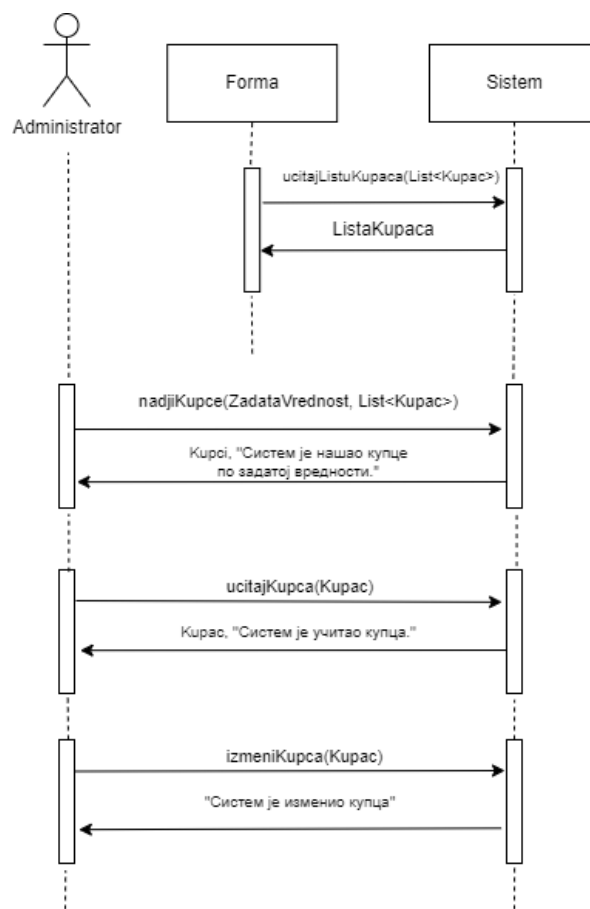 Administrator
Forma
Sistem
ucitajListuKupaca(List<Kupac>)
ListaKupaca
nadjiKupce(ZadataVrednost, List<Kupac>)
Kupci, "Систем је нашао купце
по задатој вредности."
ucitajKupca(Kupac)
Kupac, "Систем је учитао купца."
izmeniKupca(Kupac)
"Систем је изменио купца"